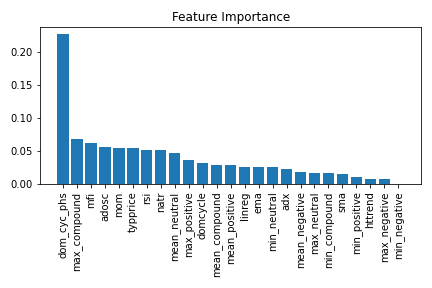 Feature Importance
0.20
0.15
0.10
0.05
0.00
dom_cyc_phs
max_compound
mfi
adosc
mom
typprice
rsi
natr
mean_neutral
max_positive
domcycle
mean_compound
mean_positive
linreg
ema
min_neutral
adx
mean_negative
max_neutral
min_compound
sma
min_positive
httrend
max_negative
min_negative